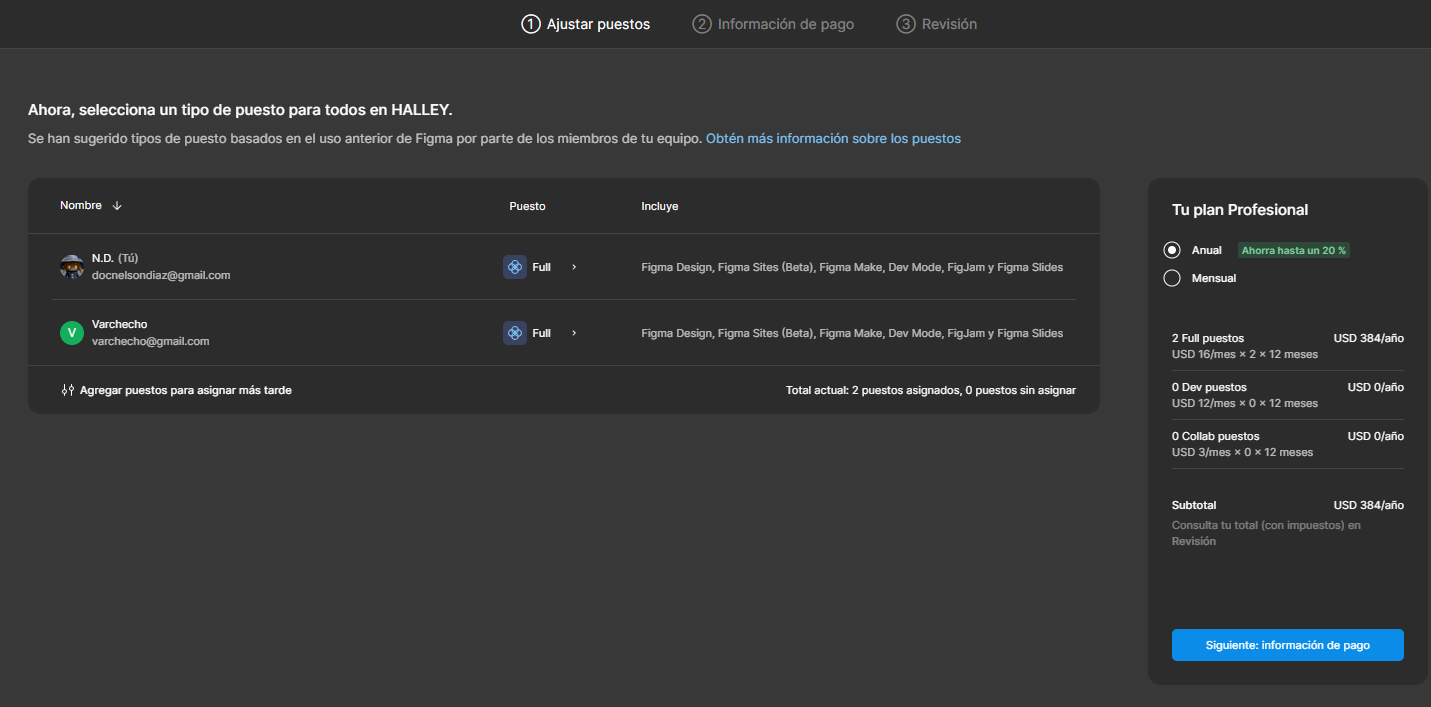 1 Ajustar puestos
2 Información de pago
3 Revisión
Ahora, selecciona un tipo de puesto para todos en HALLEY.
Se han sugerido tipos de puesto basados en el uso anterior de Figma por parte de los miembros de tu equipo. Obtén más información sobre los puestos
Nombre ↓ Puesto Incluye
N.D. (Tú)
docnelsondiaz@gmail.com
Full › Figma Design, Figma Sites (Beta), Figma Make, Dev Mode, FigJam y Figma Slides
V
Varchecho
varchecho@gmail.com
Full › Figma Design, Figma Sites (Beta), Figma Make, Dev Mode, FigJam y Figma Slides
Agregar puestos para asignar más tarde
Total actual: 2 puestos asignados, 0 puestos sin asignar
Tu plan Profesional
Anual Ahorra hasta un 20 %
Mensual
2 Full puestos USD 384/año
USD 16/mes × 2 × 12 meses
0 Dev puestos USD 0/año
USD 12/mes × 0 × 12 meses
0 Collab puestos USD 0/año
USD 3/mes × 0 × 12 meses
Subtotal USD 384/año
Consulta tu total (con impuestos) en
Revisión
Siguiente: información de pago